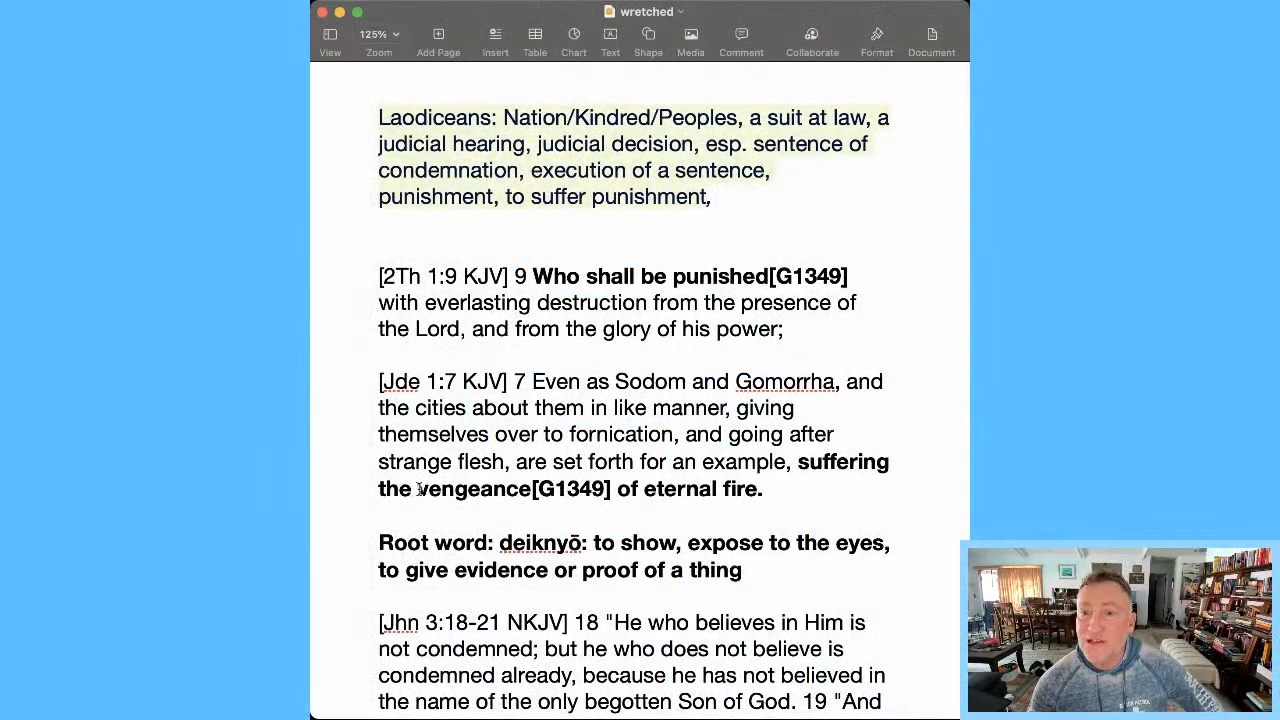 wretched
125%
View Zoom Add Page Insert Table Chart Text Shape Media Comment Collaborate Format Document
Laodiceans: Nation/Kindred/Peoples, a suit at law, a
judicial hearing, judicial decision, esp. sentence of
condemnation, execution of a sentence,
punishment, to suffer punishment,
[2Th 1:9 KJV] 9 Who shall be punished[G1349]
with everlasting destruction from the presence of
the Lord, and from the glory of his power;
[Jde 1:7 KJV] 7 Even as Sodom and Gomorrha, and
the cities about them in like manner, giving
themselves over to fornication, and going after
strange flesh, are set forth for an example, suffering
the vengeance[G1349] of eternal fire.
Root word: deiknyō: to show, expose to the eyes,
to give evidence or proof of a thing
[Jhn 3:18-21 NKJV] 18 "He who believes in Him is
not condemned; but he who does not believe is
condemned already, because he has not believed in
the name of the only begotten Son of God. 19 "And